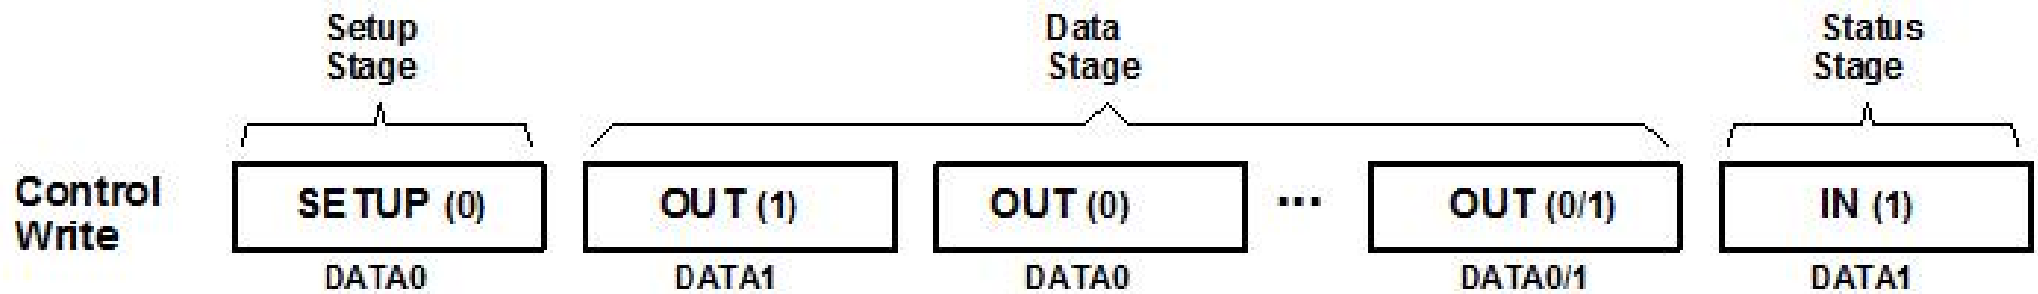 Setup
Stage
Data
Stage
Status
Stage
Control
Write
SETUP (0)
OUT (1)
OUT (0)
...
OUT (0/1)
IN (1)
DATA0
DATA1
DATA0
DATA0/1
DATA1